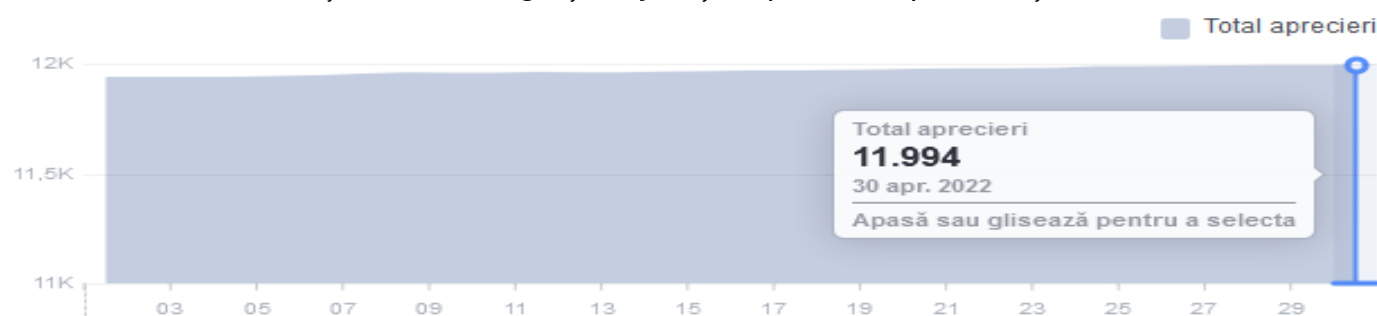 Total aprecieri
12K
11,5K
11K
Total aprecieri
11.994
30 apr. 2022
Apasă sau glisează pentru a selecta
03 05 07 09 11 13 15 17 19 21 23 25 27 29